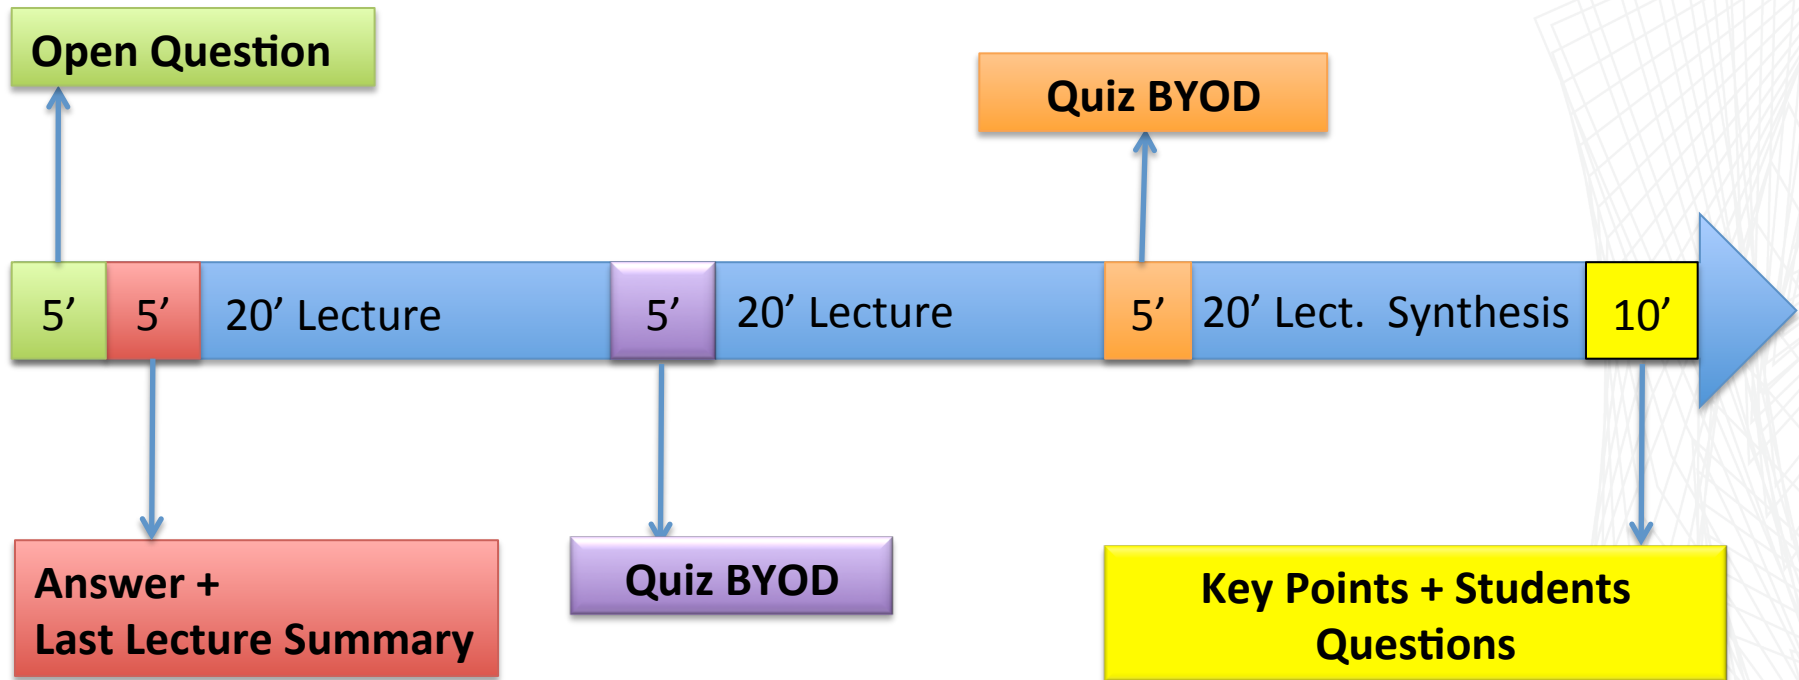 Open Question
Quiz BYOD
5’
5’
20’ Lecture
5’
20’ Lecture
5’
20’ Lect. Synthesis
10’
Answer +
Last Lecture Summary
Quiz BYOD
Key Points + Students
Questions